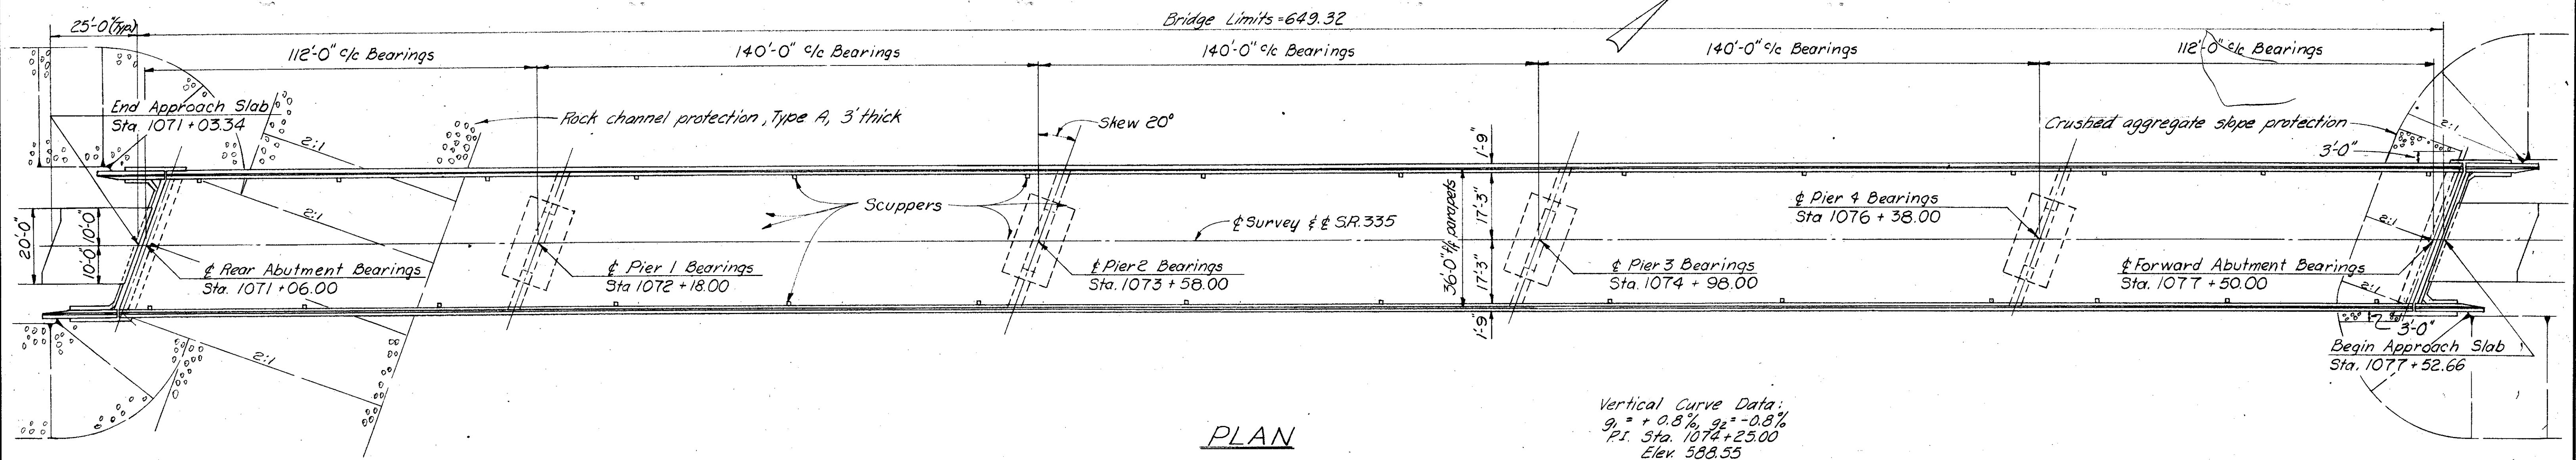 Bridge Limits = 649.32
25'-0" (Typ.)
112'-0" c/c Bearings
140'-0" c/c Bearings
140'-0" c/c Bearings
140'-0" c/c Bearings
112'-0" c/c Bearings
End Approach Slab
Sta. 1071 + 03.34
Rock channel protection, Type A, 3' thick
Skew 20°
Crushed aggregate slope protection
3'-0"
2:1
2:1
2:1
2:1
2:1
2:1
1'-9"
36'-0" f/f parapets
17'-3"
17'-3"
1'-9"
Scuppers
℄ Survey & ℄ S.R. 335
℄ Pier 4 Bearings
Sta 1076 + 38.00
20'-0"
10'-0"
10'-0"
℄ Rear Abutment Bearings
Sta. 1071 + 06.00
℄ Pier 1 Bearings
Sta 1072 + 18.00
℄ Pier 2 Bearings
Sta. 1073 + 58.00
℄ Pier 3 Bearings
Sta. 1074 + 98.00
℄ Forward Abutment Bearings
Sta. 1077 + 50.00
3'-0"
Begin Approach Slab
Sta. 1077 + 52.66
PLAN
Vertical Curve Data:
g₁ = + 0.8%, g₂ = -0.8%
P.I. Sta. 1074 + 25.00
Elev. 588.55